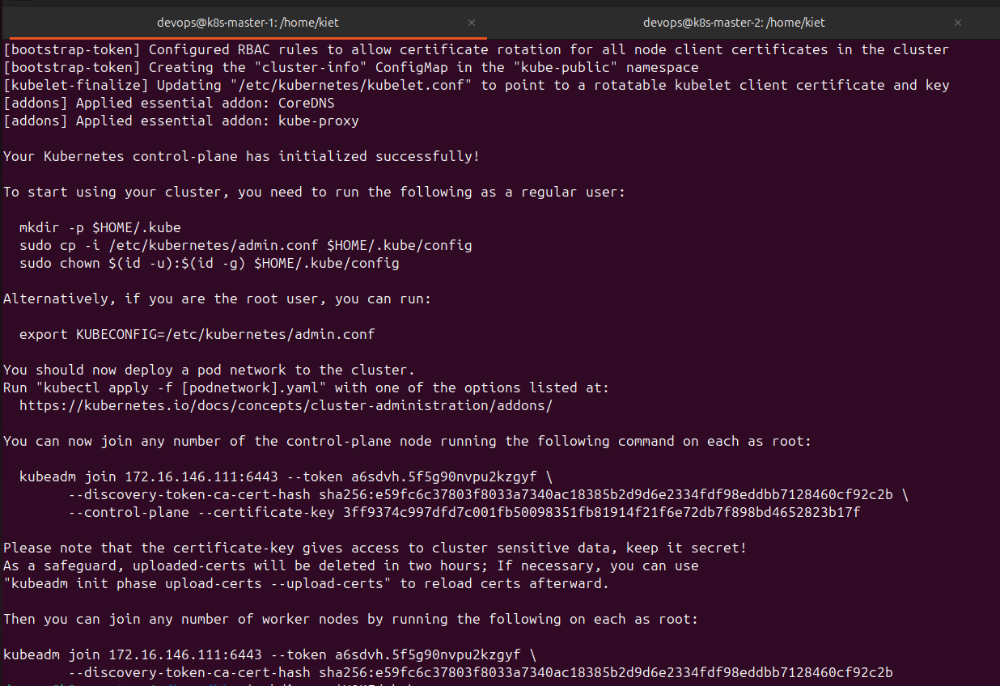 devops@k8s-master-1: /home/kiet × devops@k8s-master-2: /home/kiet ×
[bootstrap-token] Configured RBAC rules to allow certificate rotation for all node client certificates in the cluster
[bootstrap-token] Creating the "cluster-info" ConfigMap in the "kube-public" namespace
[kubelet-finalize] Updating "/etc/kubernetes/kubelet.conf" to point to a rotatable kubelet client certificate and key
[addons] Applied essential addon: CoreDNS
[addons] Applied essential addon: kube-proxy
Your Kubernetes control-plane has initialized successfully!
To start using your cluster, you need to run the following as a regular user:
mkdir -p $HOME/.kube
sudo cp -i /etc/kubernetes/admin.conf $HOME/.kube/config
sudo chown $(id -u):$(id -g) $HOME/.kube/config
Alternatively, if you are the root user, you can run:
export KUBECONFIG=/etc/kubernetes/admin.conf
You should now deploy a pod network to the cluster.
Run "kubectl apply -f [podnetwork].yaml" with one of the options listed at:
https://kubernetes.io/docs/concepts/cluster-administration/addons/
You can now join any number of the control-plane node running the following command on each as root:
kubeadm join 172.16.146.111:6443 --token a6sdvh.5f5g90nvpu2kzgyf \
--discovery-token-ca-cert-hash sha256:e59fc6c37803f8033a7340ac18385b2d9d6e2334fdf98eddbb7128460cf92c2b \
--control-plane --certificate-key 3ff9374c997dfd7c001fb50098351fb81914f21f6e72db7f898bd4652823b17f
Please note that the certificate-key gives access to cluster sensitive data, keep it secret!
As a safeguard, uploaded-certs will be deleted in two hours; If necessary, you can use
"kubeadm init phase upload-certs --upload-certs" to reload certs afterward.
Then you can join any number of worker nodes by running the following on each as root:
kubeadm join 172.16.146.111:6443 --token a6sdvh.5f5g90nvpu2kzgyf \
--discovery-token-ca-cert-hash sha256:e59fc6c37803f8033a7340ac18385b2d9d6e2334fdf98eddbb7128460cf92c2b